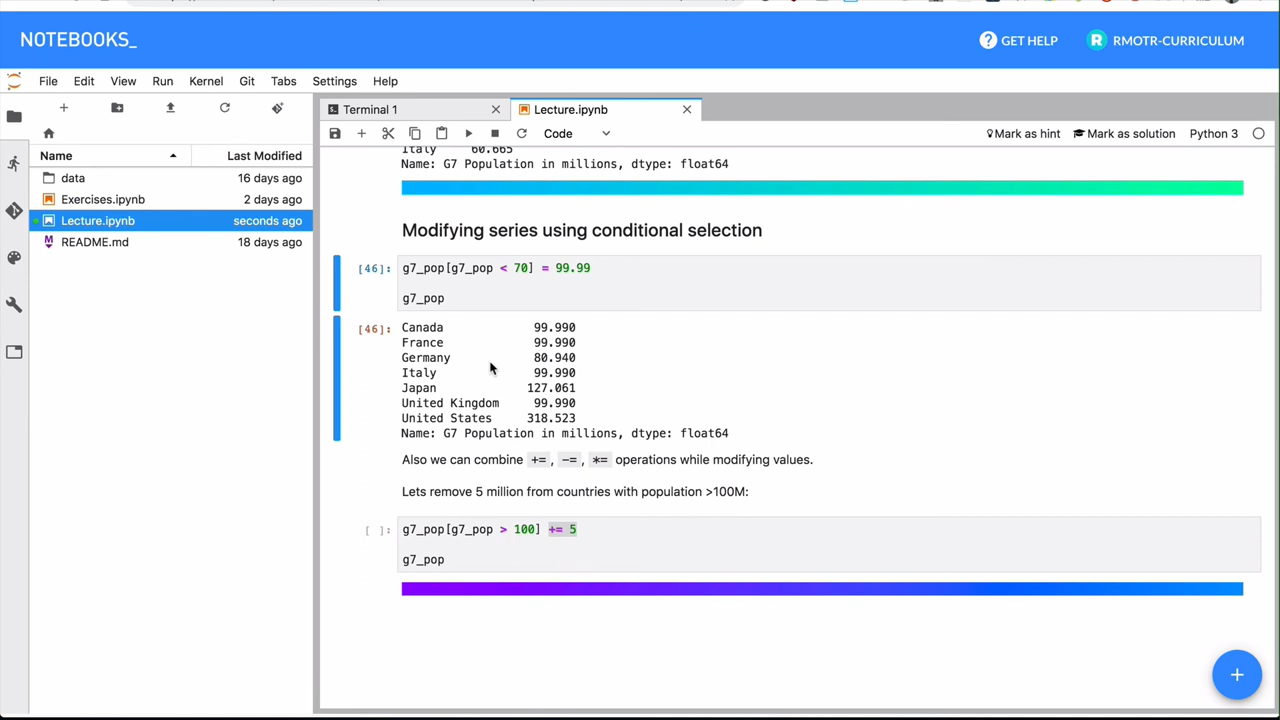 NOTEBOOKS_
? GET HELP
R RMOTR-CURRICULUM
File Edit View Run Kernel Git Tabs Settings Help
Terminal 1
Lecture.ipynb
Code
Mark as hint
Mark as solution
Python 3
Name Last Modified
data 16 days ago
Exercises.ipynb 2 days ago
Lecture.ipynb seconds ago
README.md 18 days ago
Italy 60.665
Name: G7 Population in millions, dtype: float64
Modifying series using conditional selection
[46]: g7_pop[g7_pop < 70] = 99.99
g7_pop
[46]: Canada 99.990
France 99.990
Germany 80.940
Italy 99.990
Japan 127.061
United Kingdom 99.990
United States 318.523
Name: G7 Population in millions, dtype: float64
Also we can combine +=, -=, *= operations while modifying values.
Lets remove 5 million from countries with population >100M:
[ ]: g7_pop[g7_pop > 100] += 5
g7_pop